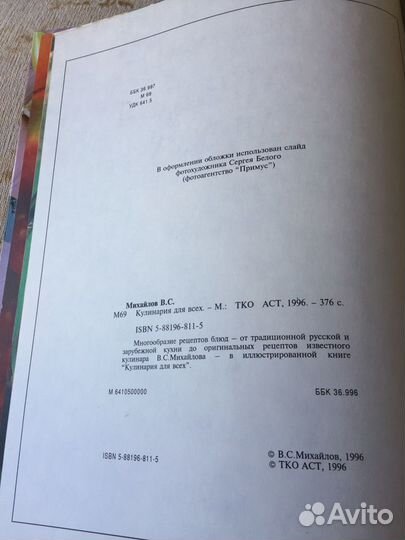 ББК 36.997
М 69
УДК 641.5
В оформлении обложки использован слайд
фотохудожника Сергея Белого
(фотоагентство "Примус")
Михайлов В.С.
М69 Кулинария для всех. – М.: ТКО АСТ, 1996. – 376 с.
ISBN 5-88196-811-5
Многообразие рецептов блюд – от традиционной русской и
зарубежной кухни до оригинальных рецептов известного
кулинара В.С.Михайлова – в иллюстрированной книге
"Кулинария для всех".
М 6410500000 ББК 36.996
ISBN 5-88196-811-5
© В.С.Михайлов, 1996
© ТКО АСТ, 1996
Avito